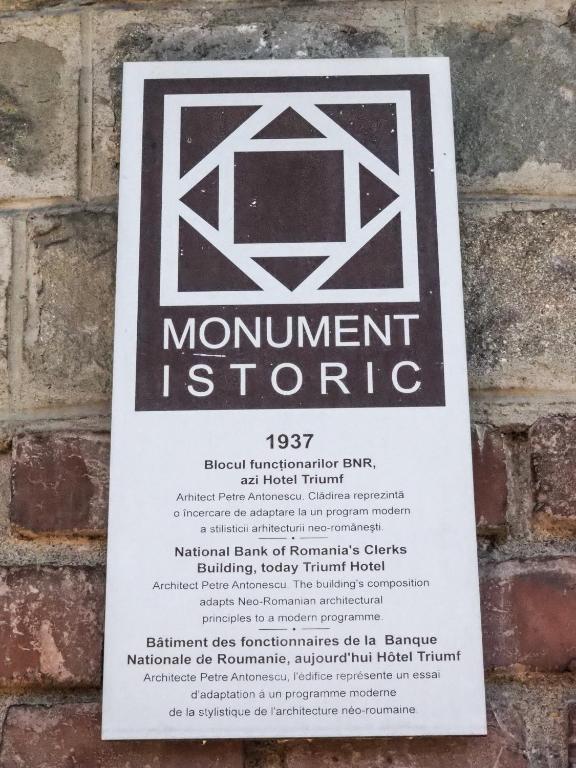 MONUMENT
ISTORIC
1937
Blocul funcționarilor BNR,
azi Hotel Triumf
Arhitect Petre Antonescu. Clădirea reprezintă
o încercare de adaptare la un program modern
a stilisticii arhitecturii neo-românești.
National Bank of Romania's Clerks
Building, today Triumf Hotel
Architect Petre Antonescu. The building's composition
adapts Neo-Romanian architectural
principles to a modern programme.
Bâtiment des fonctionnaires de la Banque
Nationale de Roumanie, aujourd'hui Hôtel Triumf
Architecte Petre Antonescu, l'édifice représente un essai
d'adaptation à un programme moderne
de la stylistique de l'architecture néo-roumaine.